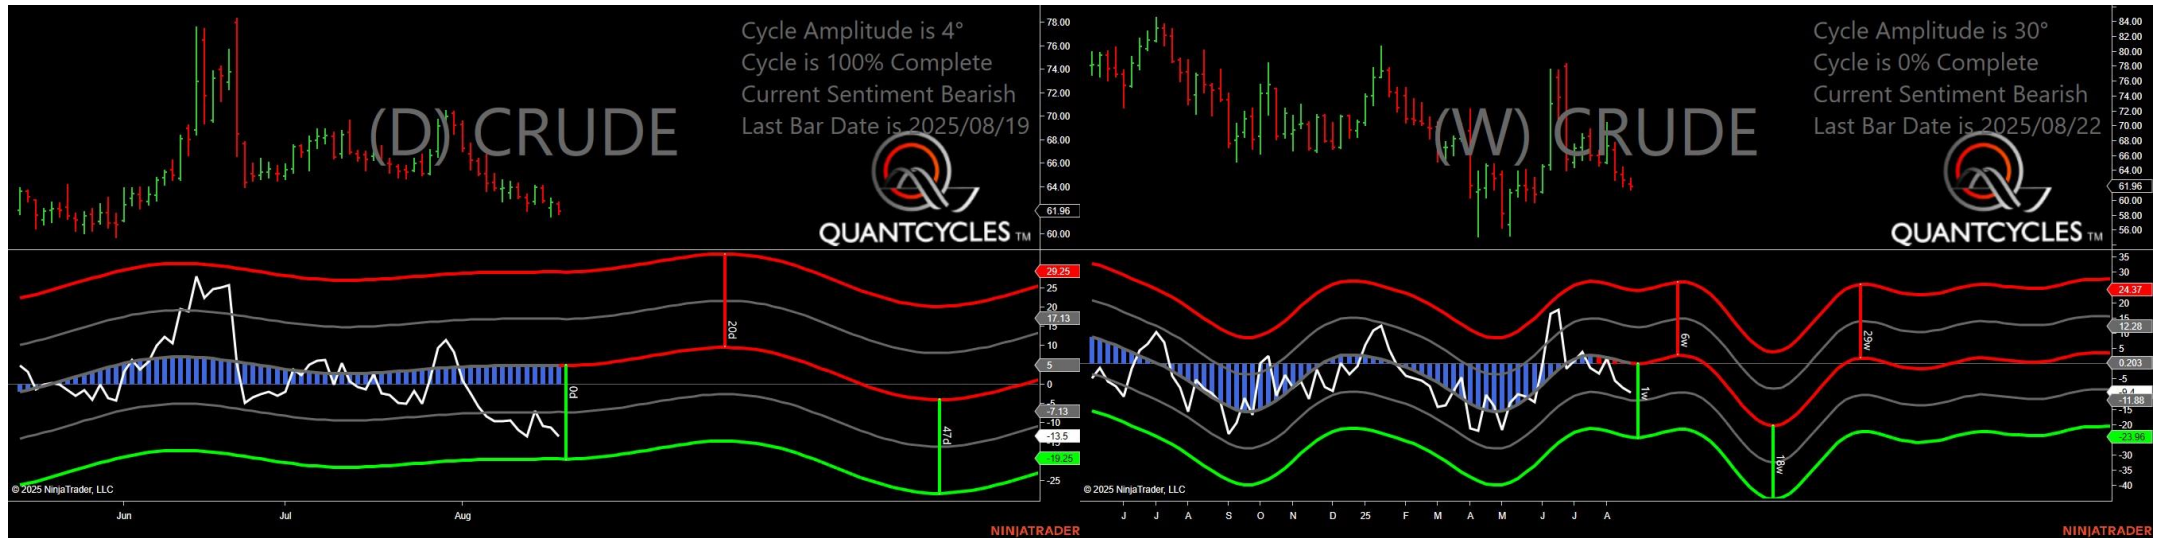 (D) CRUDE
Cycle Amplitude is 4°
Cycle is 100% Complete
Current Sentiment Bearish
Last Bar Date is 2025/08/19
QUANTCYCLES TM
78.00
76.00
74.00
72.00
70.00
68.00
66.00
64.00
61.96
60.00
29.25
25
20
17.13
15
10
5
0
-5
-7.13
-10
-13.5
15
-19.25
-25
0d
20d
47d
© 2025 NinjaTrader, LLC
Jun
Jul
Aug
NINJATRADER
(W) CRUDE
Cycle Amplitude is 30°
Cycle is 0% Complete
Current Sentiment Bearish
Last Bar Date is 2025/08/22
QUANTCYCLES TM
84.00
82.00
80.00
78.00
76.00
74.00
72.00
70.00
68.00
66.00
64.00
61.96
60.00
58.00
56.00
35
30
24.37
20
15
12.28
5
0.203
-5
-11.88
-15
-20
-23.96
-30
-35
-40
1w
6w
18w
29w
© 2025 NinjaTrader, LLC
J
J
A
S
O
N
D
25
F
M
A
M
J
J
A
NINJATRADER